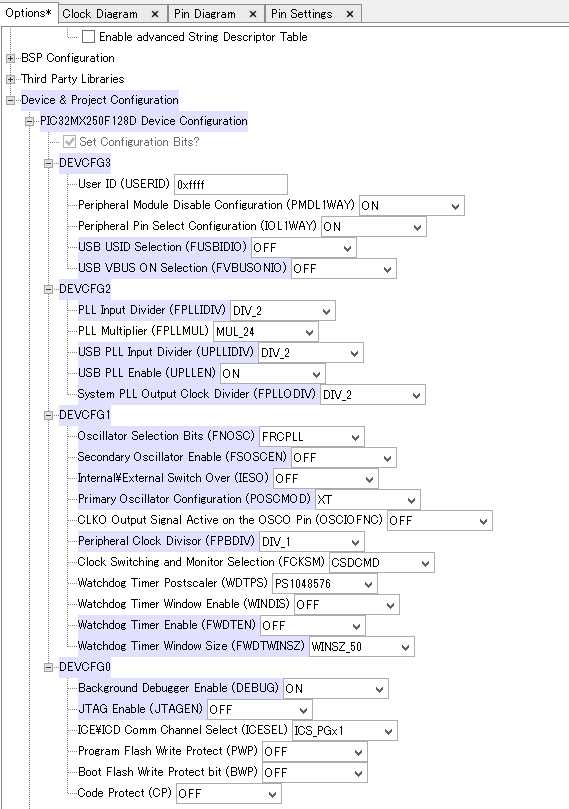 Options* Clock Diagram × Pin Diagram × Pin Settings ×
Enable advanced String Descriptor Table
BSP Configuration
Third Party Libraries
Device & Project Configuration
PIC32MX250F128D Device Configuration
Set Configuration Bits?
DEVCFG3
User ID (USERID) 0xffff
Peripheral Module Disable Configuration (PMDL1WAY) ON
Peripheral Pin Select Configuration (IOL1WAY) ON
USB USID Selection (FUSBIDIO) OFF
USB VBUS ON Selection (FVBUSONIO) OFF
DEVCFG2
PLL Input Divider (FPLLIDIV) DIV_2
PLL Multiplier (FPLLMUL) MUL_24
USB PLL Input Divider (UPLLIDIV) DIV_2
USB PLL Enable (UPLLEN) ON
System PLL Output Clock Divider (FPLLODIV) DIV_2
DEVCFG1
Oscillator Selection Bits (FNOSC) FRCPLL
Secondary Oscillator Enable (FSOSCEN) OFF
Internal¥External Switch Over (IESO) OFF
Primary Oscillator Configuration (POSCMOD) XT
CLKO Output Signal Active on the OSCO Pin (OSCIOFNC) OFF
Peripheral Clock Divisor (FPBDIV) DIV_1
Clock Switching and Monitor Selection (FCKSM) CSDCMD
Watchdog Timer Postscaler (WDTPS) PS1048576
Watchdog Timer Window Enable (WINDIS) OFF
Watchdog Timer Enable (FWDTEN) OFF
Watchdog Timer Window Size (FWDTWINSZ) WINSZ_50
DEVCFG0
Background Debugger Enable (DEBUG) ON
JTAG Enable (JTAGEN) OFF
ICE¥ICD Comm Channel Select (ICESEL) ICS_PGx1
Program Flash Write Protect (PWP) OFF
Boot Flash Write Protect bit (BWP) OFF
Code Protect (CP) OFF